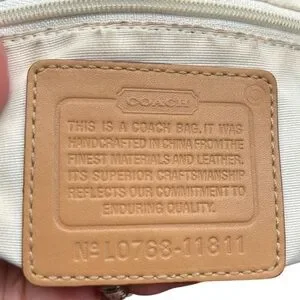 COACH
THIS IS A COACH BAG. IT WAS
HANDCRAFTED IN CHINA FROM THE
FINEST MATERIALS AND LEATHER.
ITS SUPERIOR CRAFTSMANSHIP
REFLECTS OUR COMMITMENT TO
ENDURING QUALITY.
Nº L0768-11811